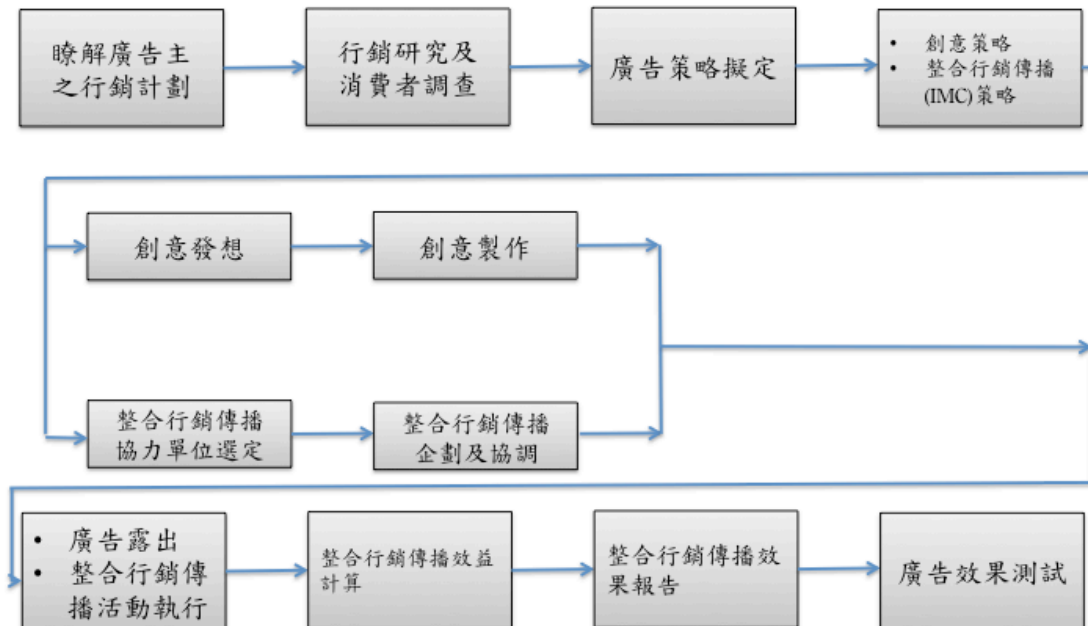 瞭解廣告主
之行銷計劃
行銷研究及
消費者調查
廣告策略擬定
• 創意策略
• 整合行銷傳播
(IMC)策略
創意發想
創意製作
整合行銷傳播
協力單位選定
整合行銷傳播
企劃及協調
• 廣告露出
• 整合行銷傳
播活動執行
整合行銷傳播效益
計算
整合行銷傳播效
果報告
廣告效果測試